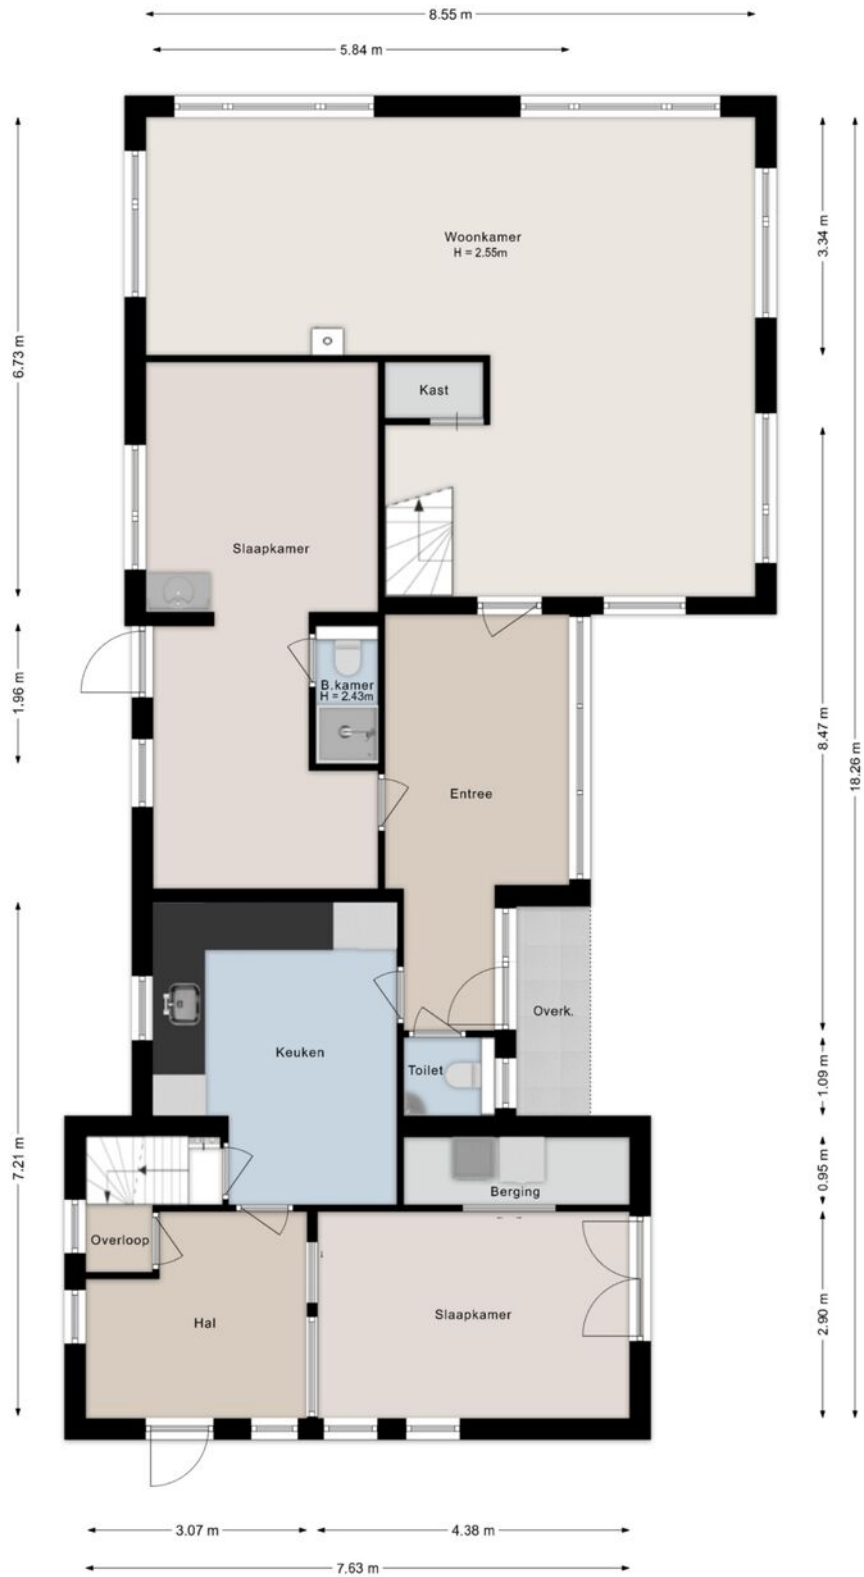 8.55 m
5.84 m
Woonkamer
H = 2.55m
3.34 m
6.73 m
Kast
Slaapkamer
B.kamer
H = 2.43m
1.96 m
8.47 m
18.26 m
Entree
Overk.
Keuken
Toilet
1.09 m
7.21 m
0.95 m
Berging
Overloop
Slaapkamer
Hal
2.90 m
3.07 m
4.38 m
7.63 m